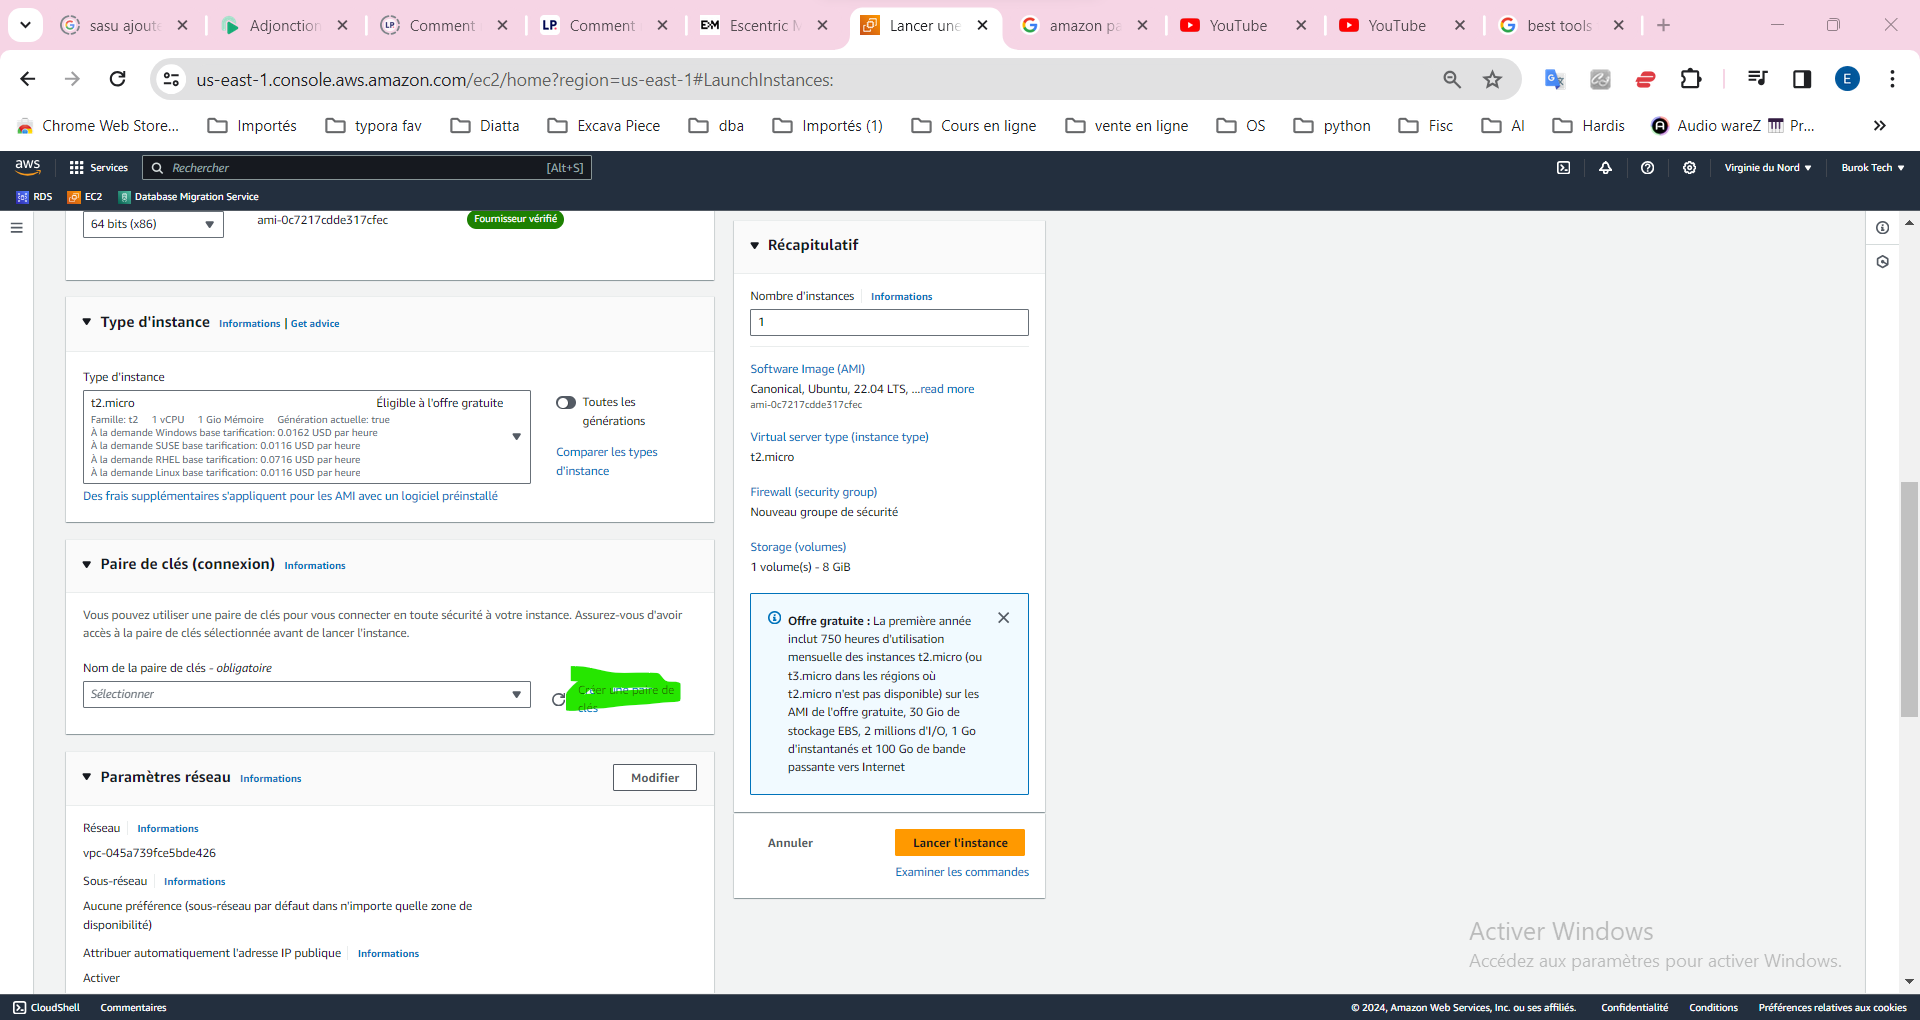 sasu ajoute
Adjonction
Comment
Comment
Escentric M
Lancer une
amazon pa
YouTube
YouTube
best tools
us-east-1.console.aws.amazon.com/ec2/home?region=us-east-1#LaunchInstances:
E
Chrome Web Store... Importés typora fav Diatta Excava Piece dba Importés (1) Cours en ligne vente en ligne OS python Fisc AI Hardis Audio wareZ Pr...
aws Services Rechercher [Alt+S] Virginie du Nord Burok Tech
RDS EC2 Database Migration Service
64 bits (x86)
ami-0c7217cdde317cfec
Fournisseur vérifié
Type d'instance Informations | Get advice
Type d'instance
t2.micro Éligible à l'offre gratuite
Famille: t2 1 vCPU 1 Gio Mémoire Génération actuelle: true
À la demande Windows base tarification: 0.0162 USD par heure
À la demande SUSE base tarification: 0.0116 USD par heure
À la demande RHEL base tarification: 0.0716 USD par heure
À la demande Linux base tarification: 0.0116 USD par heure
Toutes les
générations
Comparer les types
d'instance
Des frais supplémentaires s'appliquent pour les AMI avec un logiciel préinstallé
Paire de clés (connexion) Informations
Vous pouvez utiliser une paire de clés pour vous connecter en toute sécurité à votre instance. Assurez-vous d'avoir
accès à la paire de clés sélectionnée avant de lancer l'instance.
Nom de la paire de clés - obligatoire
Sélectionner
Créer une paire de
clés
Paramètres réseau Informations
Modifier
Réseau Informations
vpc-045a739fce5bde426
Sous-réseau Informations
Aucune préférence (sous-réseau par défaut dans n'importe quelle zone de
disponibilité)
Attribuer automatiquement l'adresse IP publique Informations
Activer
Récapitulatif
Nombre d'instances Informations
1
Software Image (AMI)
Canonical, Ubuntu, 22.04 LTS, ...read more
ami-0c7217cdde317cfec
Virtual server type (instance type)
t2.micro
Firewall (security group)
Nouveau groupe de sécurité
Storage (volumes)
1 volume(s) - 8 GiB
Offre gratuite : La première année
inclut 750 heures d'utilisation
mensuelle des instances t2.micro (ou
t3.micro dans les régions où
t2.micro n'est pas disponible) sur les
AMI de l'offre gratuite, 30 Gio de
stockage EBS, 2 millions d'I/O, 1 Go
d'instantanés et 100 Go de bande
passante vers Internet
Annuler
Lancer l'instance
Examiner les commandes
Activer Windows
Accédez aux paramètres pour activer Windows.
CloudShell Commentaires © 2024, Amazon Web Services, Inc. ou ses affiliés. Confidentialité Conditions Préférences relatives aux cookies